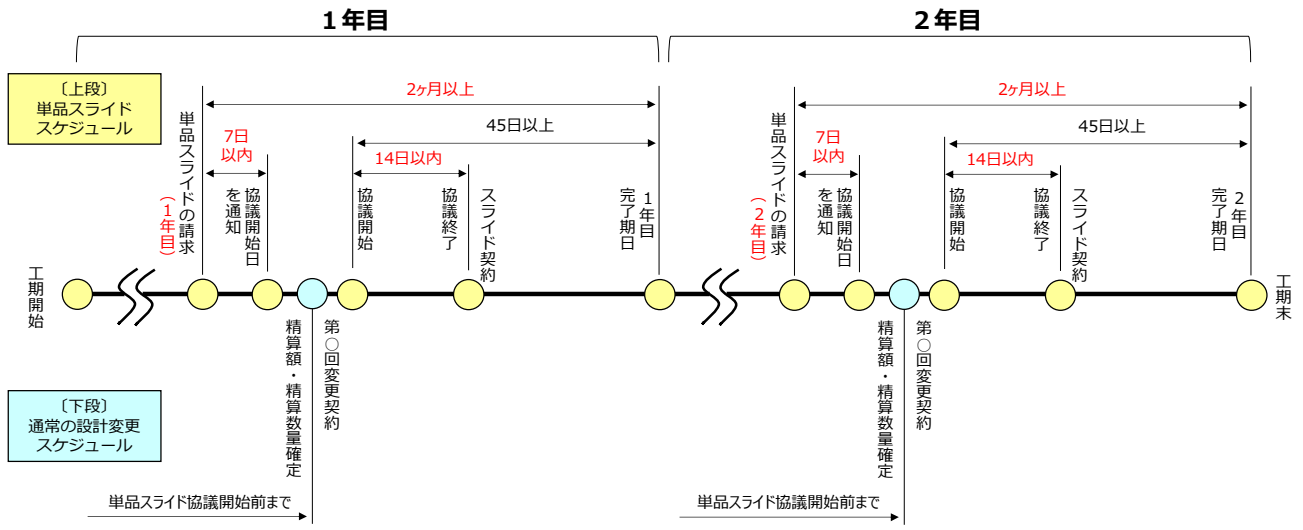 1年目
2年目
〔上段〕
単品スライド
スケジュール
2ヶ月以上
45日以上
7日
以内
14日以内
単品スライドの請求
（1年目）
協議開始日
を通知
協議開始
協議終了
スライド契約
1年目
完了期日
2ヶ月以上
45日以上
7日
以内
14日以内
単品スライドの請求
（2年目）
協議開始日
を通知
協議開始
協議終了
スライド契約
2年目
完了期日
工期開始
工期末
〔下段〕
通常の設計変更
スケジュール
第〇回変更契約
精算額・精算数量確定
単品スライド協議開始前まで
第〇回変更契約
精算額・精算数量確定
単品スライド協議開始前まで